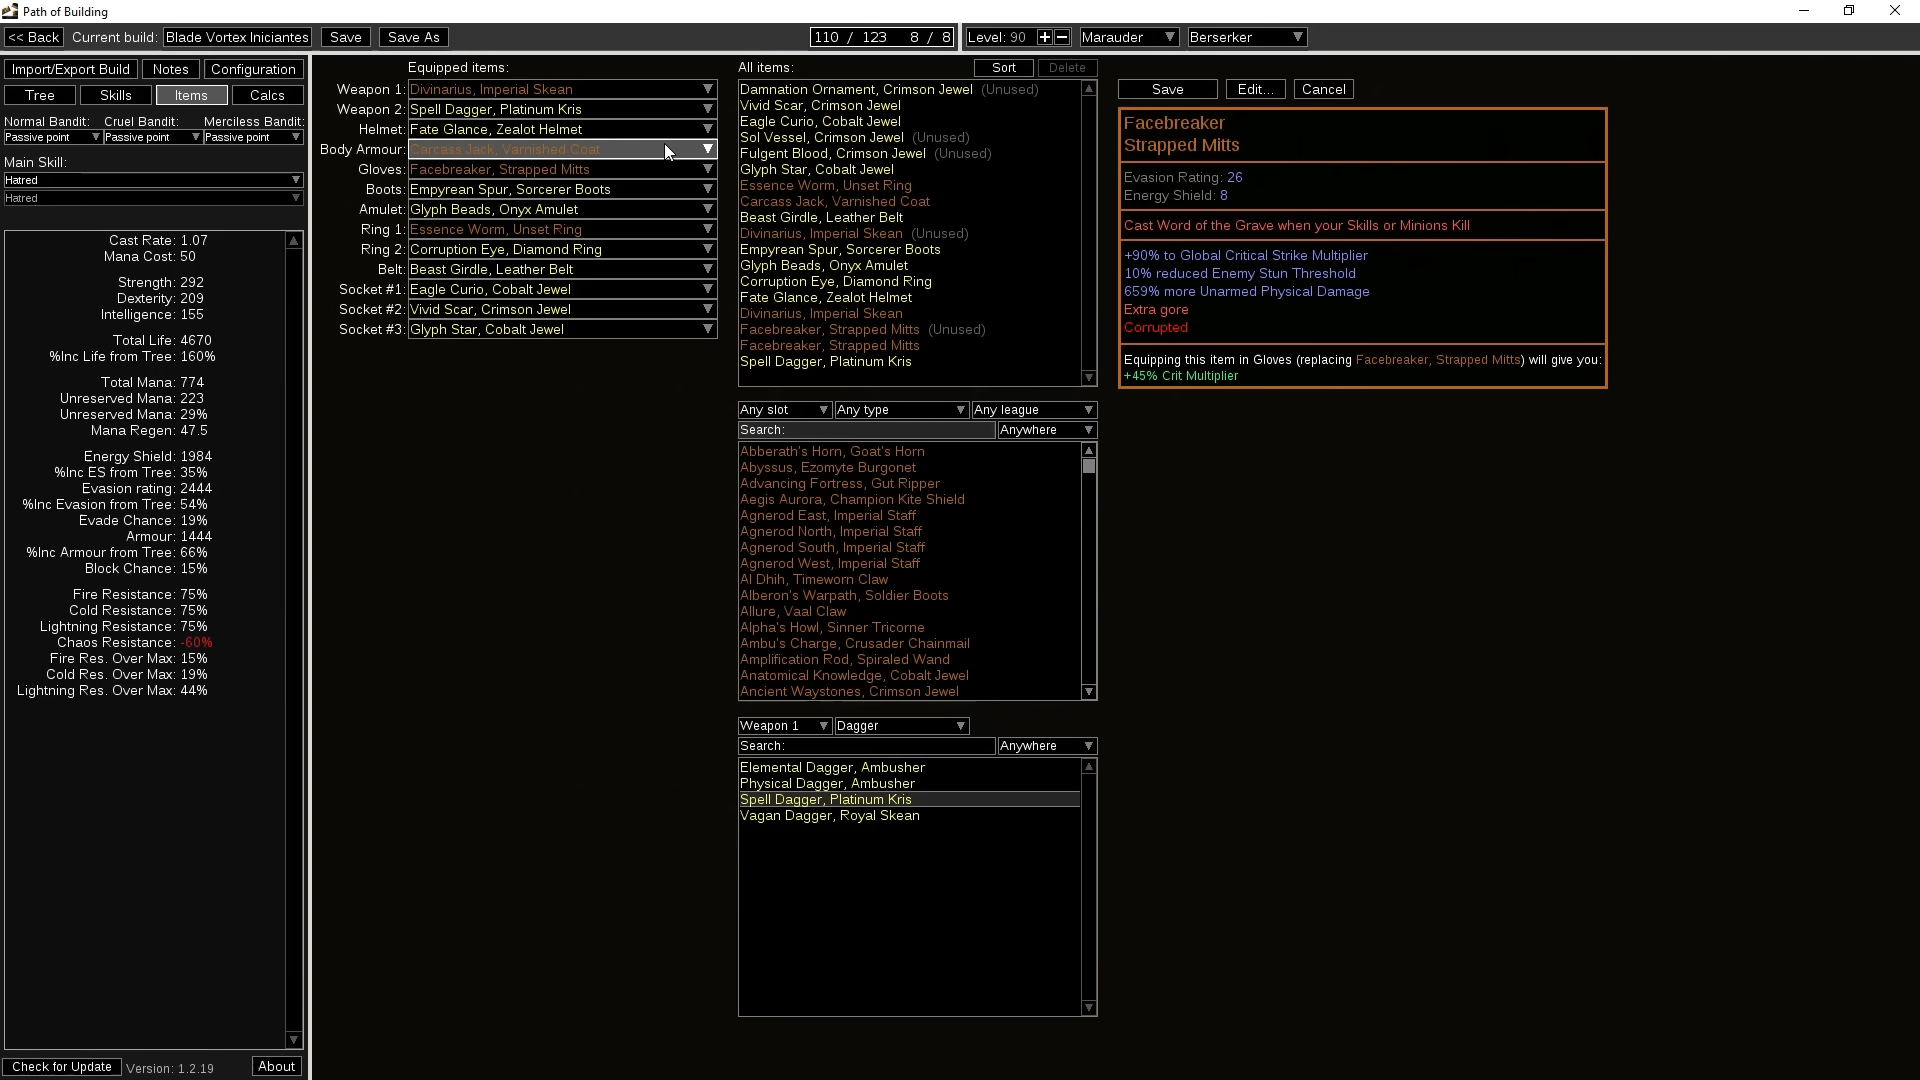 Path of Building
<< Back
Current build:
Blade Vortex Iniciantes
Save
Save As
110 / 123 8 / 8
Level: 90
+
−
Marauder
Berserker
Import/Export Build
Notes
Configuration
Tree
Skills
Items
Calcs
Normal Bandit:
Cruel Bandit:
Merciless Bandit:
Passive point
Passive point
Passive point
Main Skill:
Hatred
Hatred
Cast Rate: 1.07
Mana Cost: 50
Strength: 292
Dexterity: 209
Intelligence: 155
Total Life: 4670
%Inc Life from Tree: 160%
Total Mana: 774
Unreserved Mana: 223
Unreserved Mana: 29%
Mana Regen: 47.5
Energy Shield: 1984
%Inc ES from Tree: 35%
Evasion rating: 2444
%Inc Evasion from Tree: 54%
Evade Chance: 19%
Armour: 1444
%Inc Armour from Tree: 66%
Block Chance: 15%
Fire Resistance: 75%
Cold Resistance: 75%
Lightning Resistance: 75%
Chaos Resistance: -60%
Fire Res. Over Max: 15%
Cold Res. Over Max: 19%
Lightning Res. Over Max: 44%
Check for Update
Version: 1.2.19
About
Equipped items:
Weapon 1: Divinarius, Imperial Skean
Weapon 2: Spell Dagger, Platinum Kris
Helmet: Fate Glance, Zealot Helmet
Body Armour: Carcass Jack, Varnished Coat
Gloves: Facebreaker, Strapped Mitts
Boots: Empyrean Spur, Sorcerer Boots
Amulet: Glyph Beads, Onyx Amulet
Ring 1: Essence Worm, Unset Ring
Ring 2: Corruption Eye, Diamond Ring
Belt: Beast Girdle, Leather Belt
Socket #1: Eagle Curio, Cobalt Jewel
Socket #2: Vivid Scar, Crimson Jewel
Socket #3: Glyph Star, Cobalt Jewel
All items:
Sort
Delete
Damnation Ornament, Crimson Jewel (Unused)
Vivid Scar, Crimson Jewel
Eagle Curio, Cobalt Jewel
Sol Vessel, Crimson Jewel (Unused)
Fulgent Blood, Crimson Jewel (Unused)
Glyph Star, Cobalt Jewel
Essence Worm, Unset Ring
Carcass Jack, Varnished Coat
Beast Girdle, Leather Belt
Divinarius, Imperial Skean (Unused)
Empyrean Spur, Sorcerer Boots
Glyph Beads, Onyx Amulet
Corruption Eye, Diamond Ring
Fate Glance, Zealot Helmet
Divinarius, Imperial Skean
Facebreaker, Strapped Mitts (Unused)
Facebreaker, Strapped Mitts
Spell Dagger, Platinum Kris
Any slot
Any type
Any league
Search:
Anywhere
Abberath's Horn, Goat's Horn
Abyssus, Ezomyte Burgonet
Advancing Fortress, Gut Ripper
Aegis Aurora, Champion Kite Shield
Agnerod East, Imperial Staff
Agnerod North, Imperial Staff
Agnerod South, Imperial Staff
Agnerod West, Imperial Staff
Al Dhih, Timeworn Claw
Alberon's Warpath, Soldier Boots
Allure, Vaal Claw
Alpha's Howl, Sinner Tricorne
Ambu's Charge, Crusader Chainmail
Amplification Rod, Spiraled Wand
Anatomical Knowledge, Cobalt Jewel
Ancient Waystones, Crimson Jewel
Weapon 1
Dagger
Search:
Anywhere
Elemental Dagger, Ambusher
Physical Dagger, Ambusher
Spell Dagger, Platinum Kris
Vagan Dagger, Royal Skean
Save
Edit...
Cancel
Facebreaker
Strapped Mitts
Evasion Rating: 26
Energy Shield: 8
Cast Word of the Grave when your Skills or Minions Kill
+90% to Global Critical Strike Multiplier
10% reduced Enemy Stun Threshold
659% more Unarmed Physical Damage
Extra gore
Corrupted
Equipping this item in Gloves (replacing Facebreaker, Strapped Mitts) will give you:
+45% Crit Multiplier